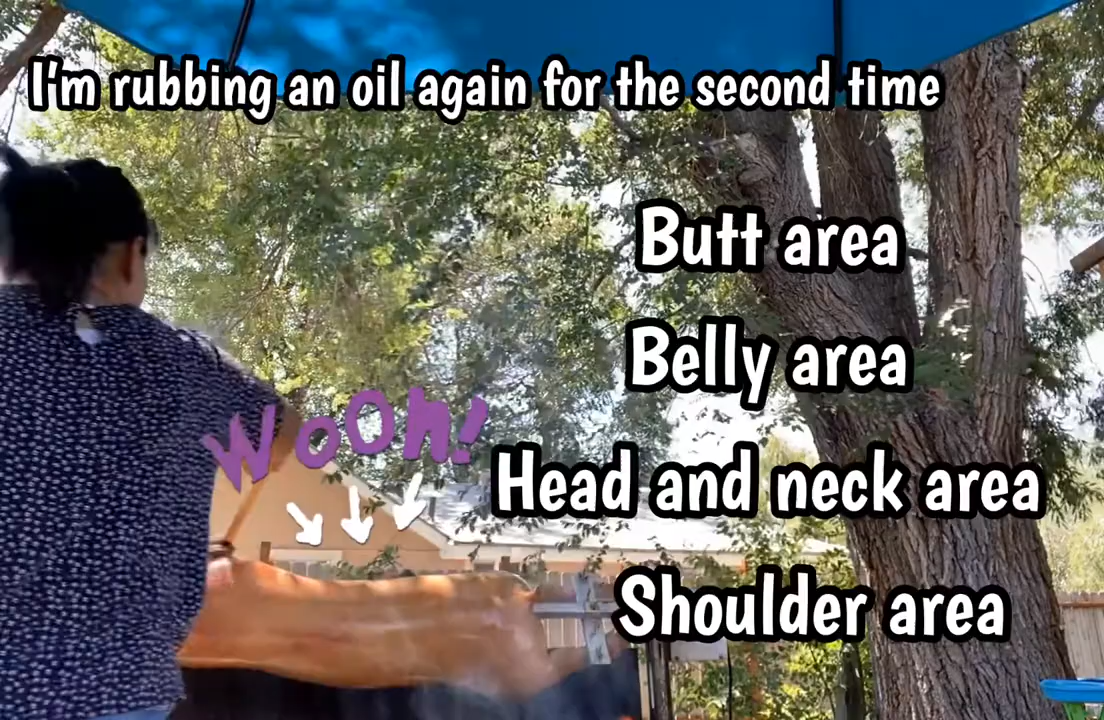 I'm rubbing an oil again for the second time
Butt area
Belly area
Wooh!
Head and neck area
Shoulder area